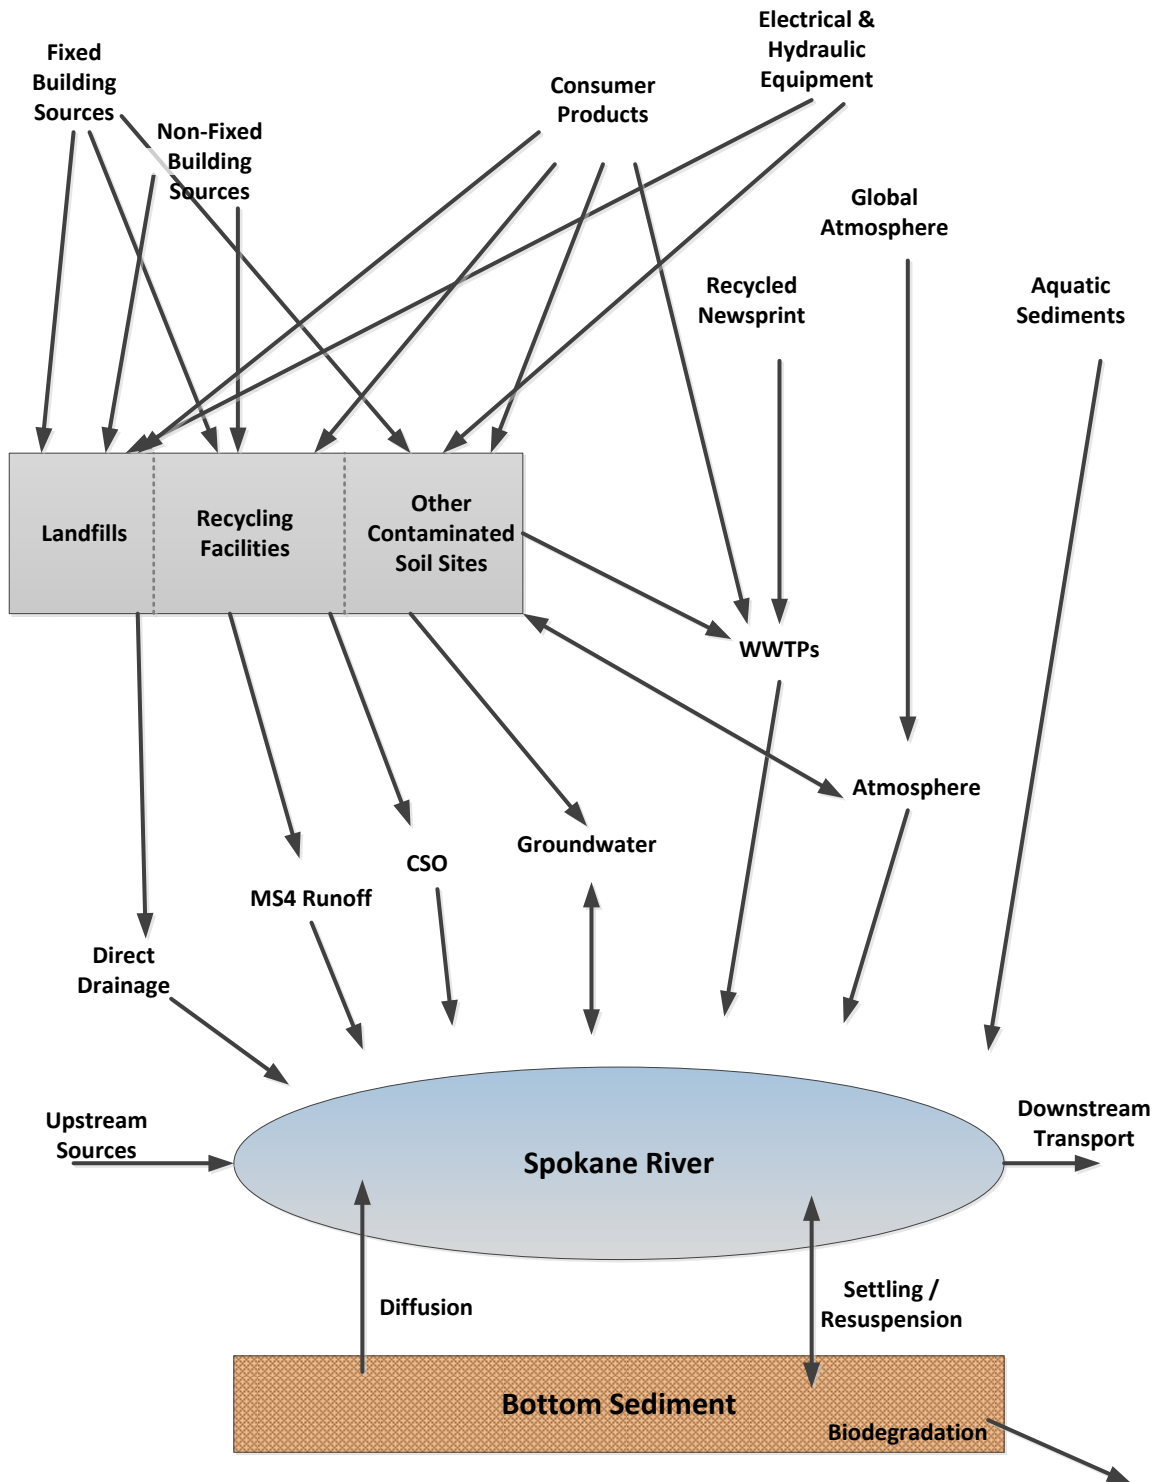 Electrical &
Hydraulic
Equipment
Fixed
Building
Sources
Consumer
Products
Non-Fixed
Building
Sources
Global
Atmosphere
Recycled
Newsprint
Aquatic
Sediments
Landfills
Recycling
Facilities
Other
Contaminated
Soil Sites
WWTPs
Atmosphere
Groundwater
CSO
MS4 Runoff
Direct
Drainage
Upstream
Sources
Spokane River
Downstream
Transport
Diffusion
Settling /
Resuspension
Bottom Sediment
Biodegradation